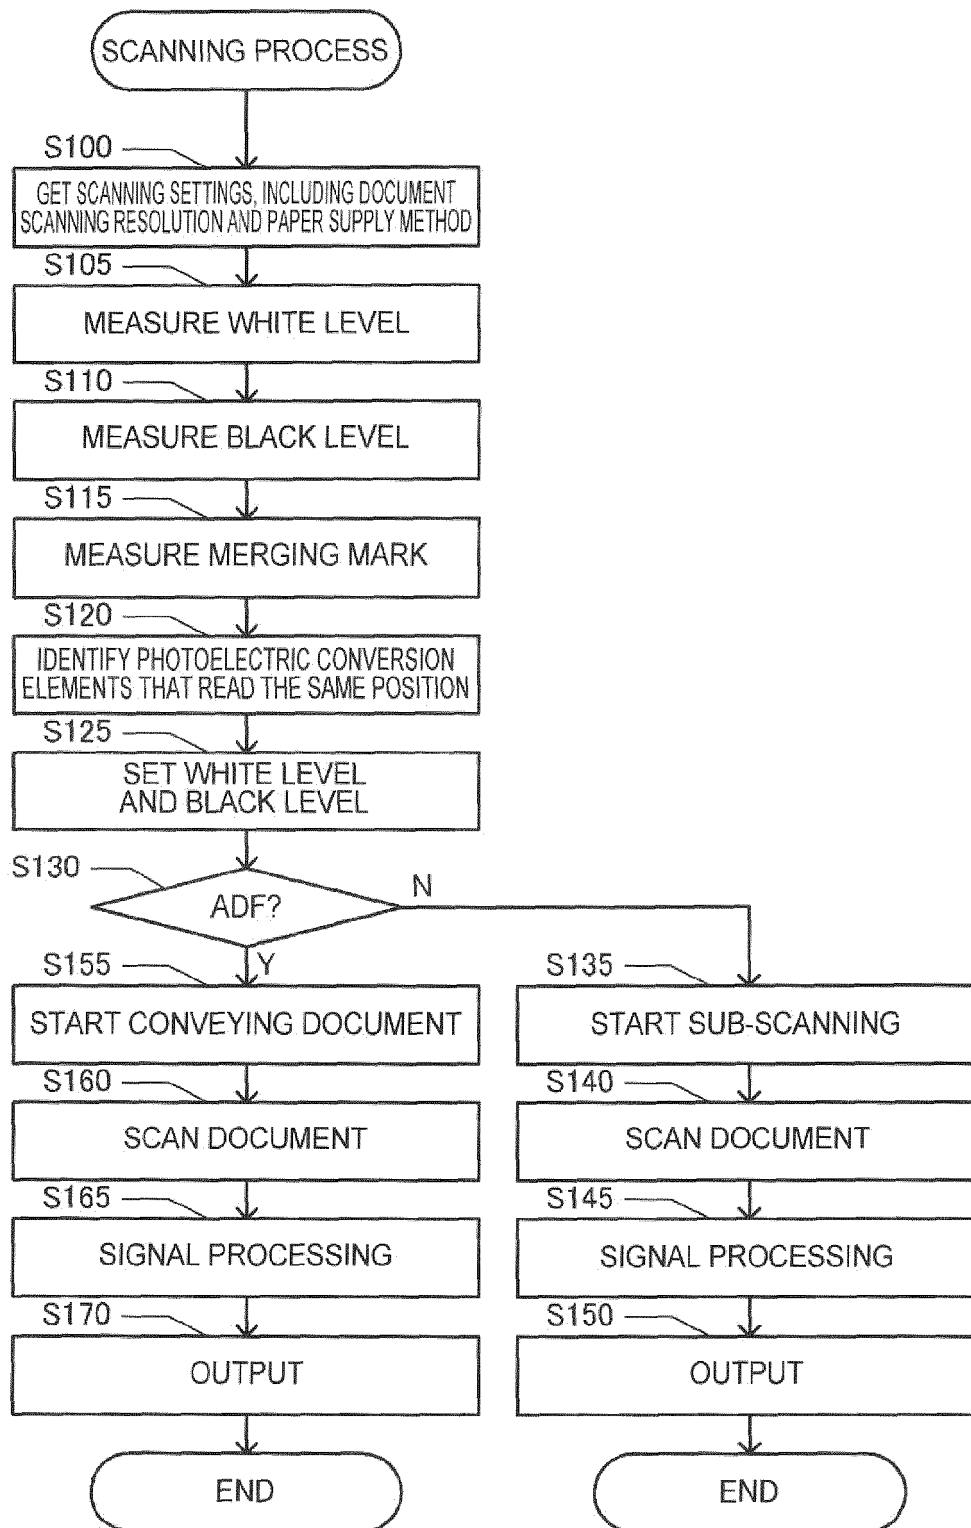 SCANNING PROCESS
S100
GET SCANNING SETTINGS, INCLUDING DOCUMENT
SCANNING RESOLUTION AND PAPER SUPPLY METHOD
S105
MEASURE WHITE LEVEL
S110
MEASURE BLACK LEVEL
S115
MEASURE MERGING MARK
S120
IDENTIFY PHOTOELECTRIC CONVERSION
ELEMENTS THAT READ THE SAME POSITION
S125
SET WHITE LEVEL
AND BLACK LEVEL
S130
ADF?
N
Y
S155
START CONVEYING DOCUMENT
S160
SCAN DOCUMENT
S165
SIGNAL PROCESSING
S170
OUTPUT
END
S135
START SUB-SCANNING
S140
SCAN DOCUMENT
S145
SIGNAL PROCESSING
S150
OUTPUT
END